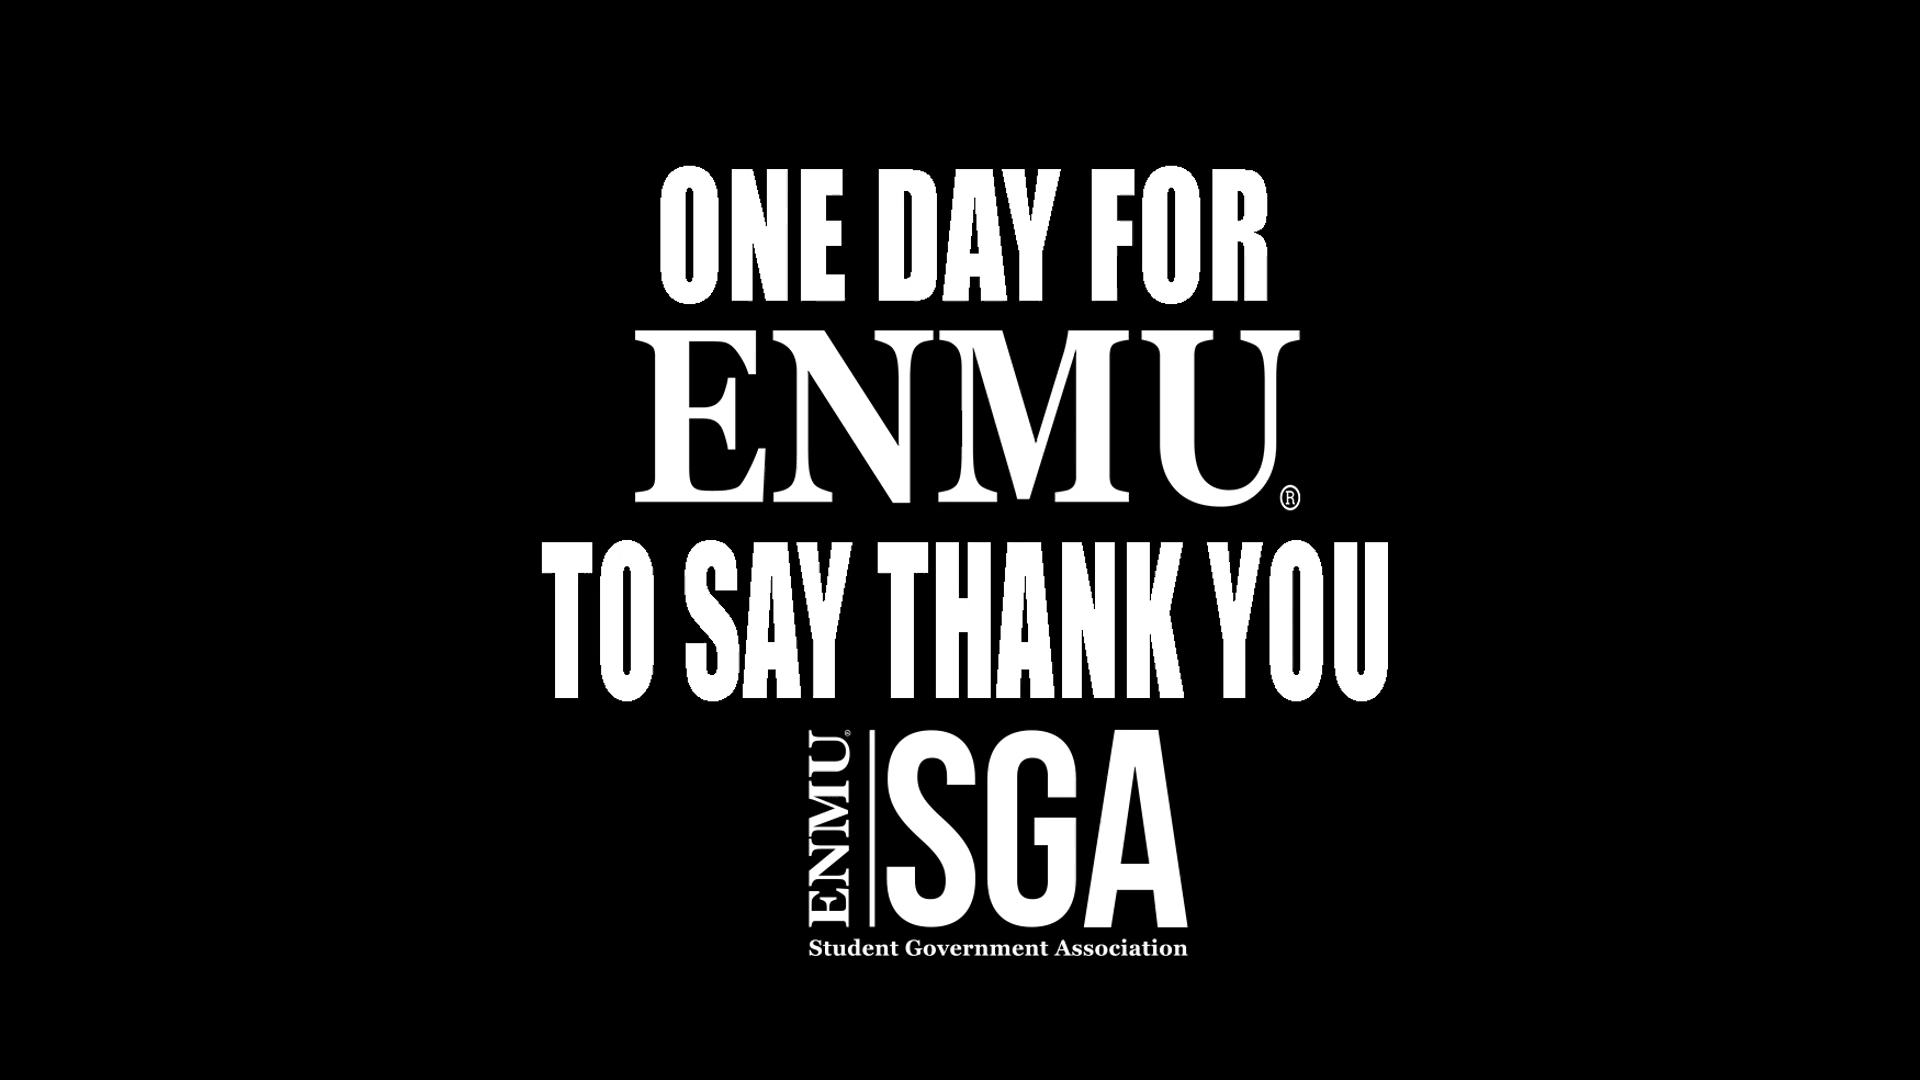 ONE DAY FOR
ENMU®
TO SAY THANK YOU
ENMU®
SGA
Student Government Association